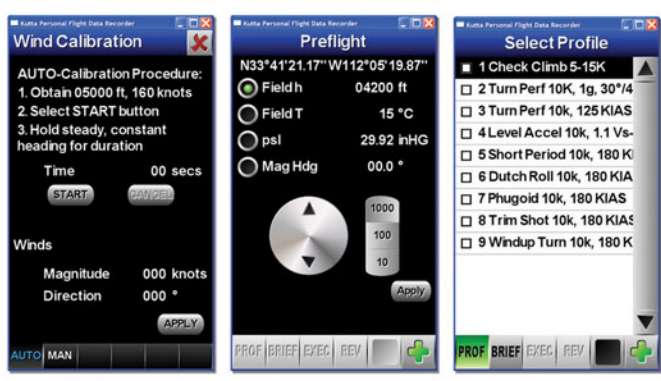 Kutta Personal Flight Data Recorder
Wind Calibration
AUTO-Calibration Procedure:
1. Obtain 05000 ft, 160 knots
2. Select START button
3. Hold steady, constant heading for duration
Time 00 secs
START CANCEL
Winds
Magnitude 000 knots
Direction 000 °
APPLY
AUTO MAN
Kutta Personal Flight Data Recorder
Preflight
N33°41'21.17" W112°05'19.87"
Field h 04200 ft
Field T 15 °C
psl 29.92 inHG
Mag Hdg 00.0 °
1000
100
10
Apply
PROF BRIEF EXEC REV
Kutta Personal Flight Data Recorder
Select Profile
1 Check Climb 5-15K
2 Turn Perf 10K, 1g, 30°/4
3 Turn Perf 10k, 125 KIAS
4 Level Accel 10k, 1.1 Vs-
5 Short Period 10k, 180 KI
6 Dutch Roll 10k, 180 KIA
7 Phugoid 10k, 180 KIAS
8 Trim Shot 10k, 180 KIAS
9 Windup Turn 10k, 180 K
PROF BRIEF EXEC REV